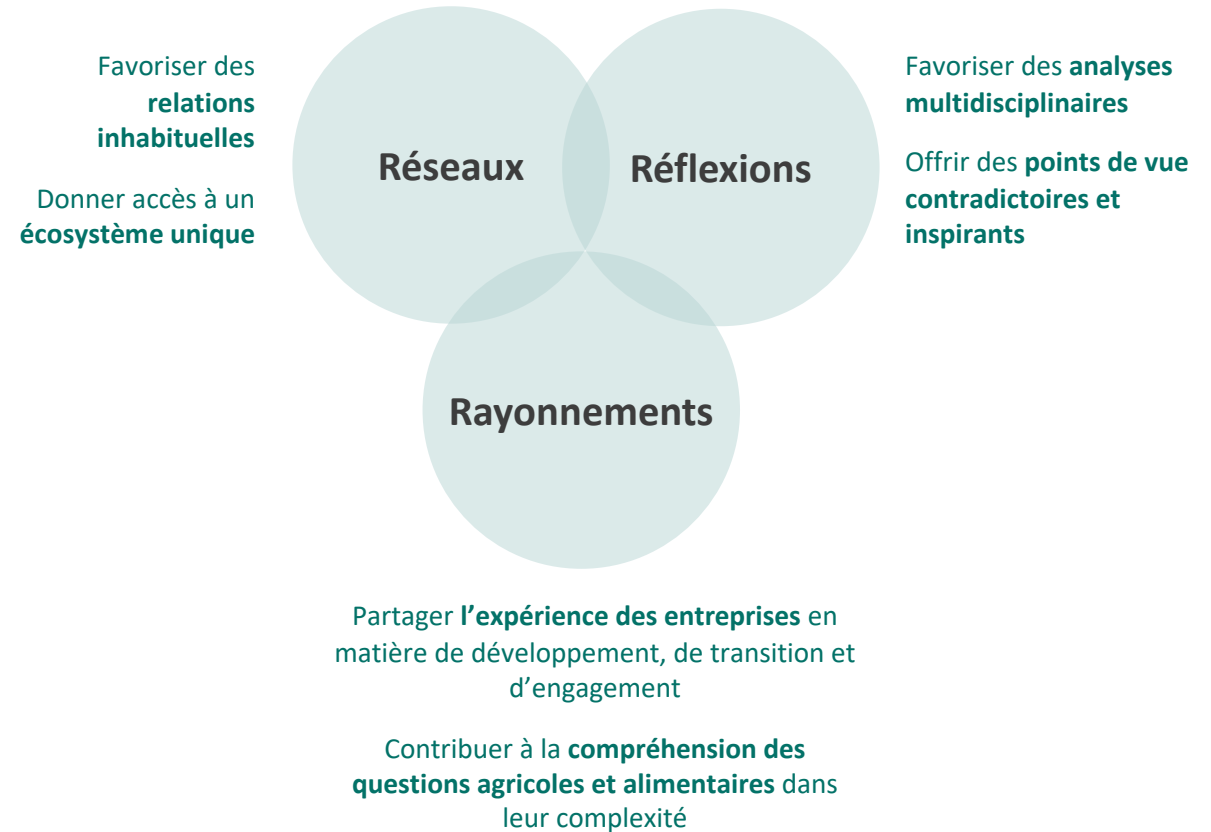 Favoriser des
relations
inhabituelles
Donner accès à un
écosystème unique
Réseaux
Réflexions
Favoriser des analyses
multidisciplinaires
Offrir des points de vue
contradictoires et
inspirants
Rayonnements
Partager l’expérience des entreprises en
matière de développement, de transition et
d’engagement
Contribuer à la compréhension des
questions agricoles et alimentaires dans
leur complexité